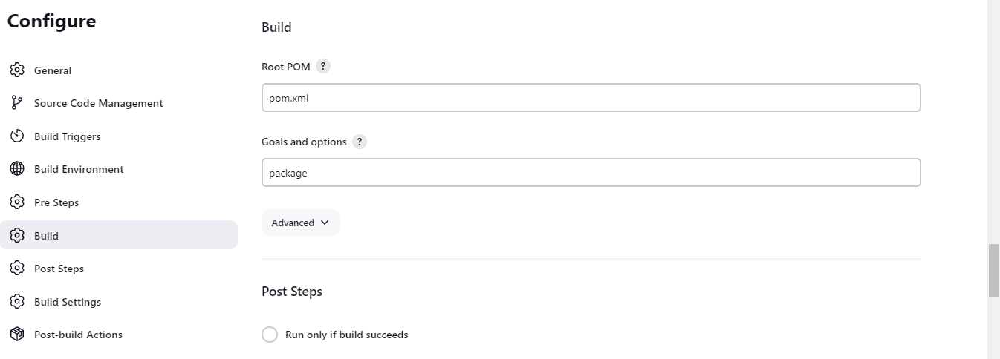 Configure
General
Source Code Management
Build Triggers
Build Environment
Pre Steps
Build
Post Steps
Build Settings
Post-build Actions
Build
Root POM ?
pom.xml
Goals and options ?
package
Advanced
Post Steps
Run only if build succeeds